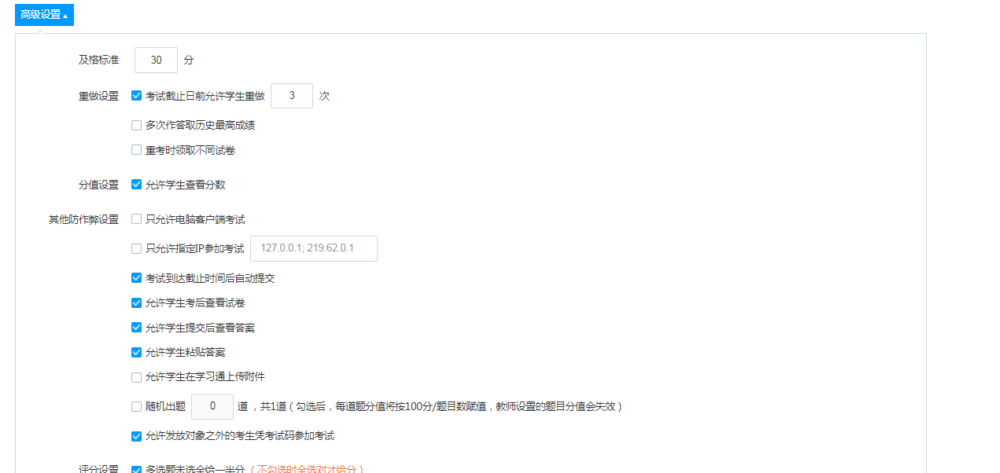 高级设置▲
及格标准 30 分
重做设置 考试截止日前允许学生重做 3 次
多次作答取历史最高成绩
重考时领取不同试卷
分值设置 允许学生查看分数
其他防作弊设置 只允许电脑客户端考试
只允许指定IP参加考试 127.0.0.1; 219.62.0.1
考试到达截止时间后自动提交
允许学生考后查看试卷
允许学生提交后查看答案
允许学生粘贴答案
允许学生在学习通上传附件
随机出题 0 道 ，共1道（勾选后，每道题分值将按100分/题目数赋值，教师设置的题目分值会失效）
允许发放对象之外的考生凭考试码参加考试
评分设置 多选题未选全给一半分（不勾选时全选对才给分）